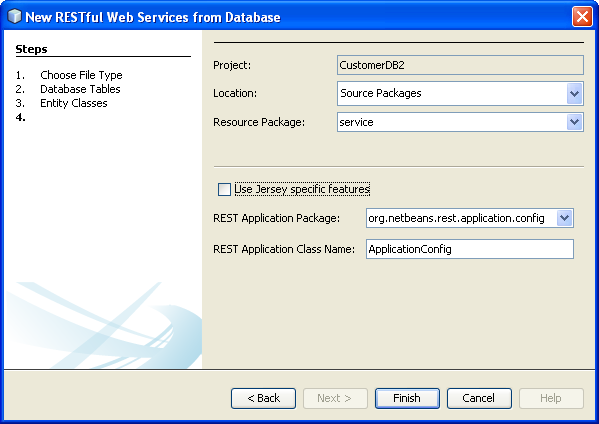 New RESTful Web Services from Database
Steps
1. Choose File Type
2. Database Tables
3. Entity Classes
4.
Project: CustomerDB2
Location: Source Packages
Resource Package: service
Use Jersey specific features
REST Application Package: org.netbeans.rest.application.config
REST Application Class Name: ApplicationConfig
< Back Next > Finish Cancel Help